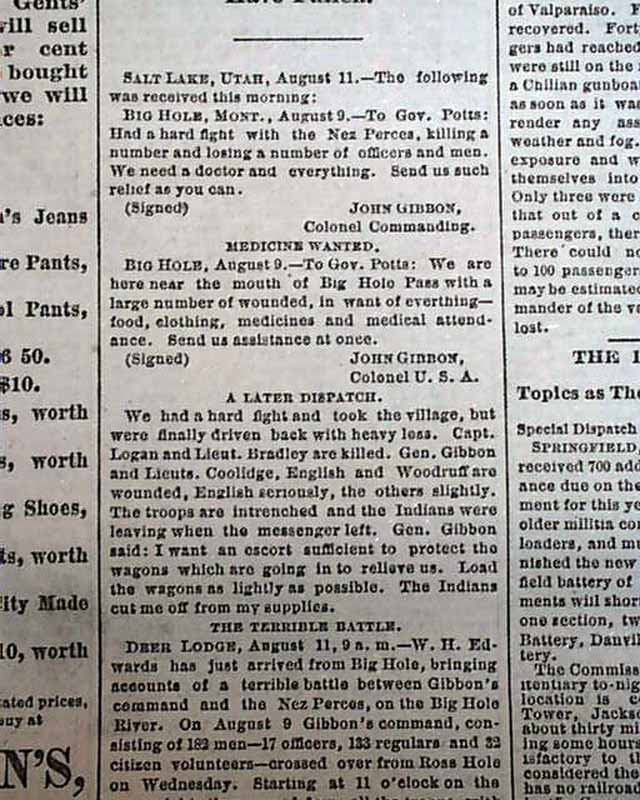 Gents'
will sell
r cent
bought
we will
ces:
's Jeans
re Pants,
l Pants,
6 50.
$10.
s, worth
s, worth
g Shoes,
ts, worth
ity Made
10, worth
ated prices,
buy at
N'S,
SALT LAKE, UTAH, August 11.—The following
was received this morning:
BIG HOLE, MONT., August 9.—To Gov. Potts:
Had a hard fight with the Nez Perces, killing a
number and losing a number of officers and men.
We need a doctor and everything. Send us such
relief as you can.
(Signed) JOHN GIBBON,
Colonel Commanding.
MEDICINE WANTED.
BIG HOLE, August 9.—To Gov. Potts: We are
here near the mouth of Big Hole Pass with a
large number of wounded, in want of everthing—
food, clothing, medicines and medical attend-
ance. Send us assistance at once.
(Signed) JOHN GIBBON,
Colonel U. S. A.
A LATER DISPATCH.
We had a hard fight and took the village, but
were finally driven back with heavy loss. Capt.
Logan and Lieut. Bradley are killed. Gen. Gibbon
and Lieuts. Coolidge, English and Woodruff are
wounded, English seriously, the others slightly.
The troops are intrenched and the Indians were
leaving when the messenger left. Gen. Gibbon
said: I want an escort sufficient to protect the
wagons which are going in to relieve us. Load
the wagons as lightly as possible. The Indians
cut me off from my supplies.
THE TERRIBLE BATTLE.
DEER LODGE, August 11, 9 a. m.—W. H. Ed-
wards has just arrived from Big Hole, bringing
accounts of a terrible battle between Gibbon's
command and the Nez Perces, on the Big Hole
River. On August 9 Gibbon's command, con-
sisting of 182 men—17 officers, 133 regulars and 32
citizen volunteers—crossed over from Ross Hole
on Wednesday. Starting at 11 o'clock on the
of Valparaiso.
recovered. Fort
gers had reached
were still on the
a Chilian gunboat
as soon as it was
render any ass
weather and fog.
exposure and w
themselves into
Only three were
that out of a c
passengers, ther
There could no
to 100 passenger
may be estimated
mander of the ve
lost.
THE I
Topics as The
Special Dispatch
SPRINGFIELD,
received 700 add
ance due on the
ment for this ye
older militia co
loaders, and mu
nished the new
field battery of
ments will shor
one section, tw
Battery, Danvil
tery.
The Commiss
itentiary to-nig
location is c
Tower, Jacks
about thirty mi
ing some hours
isfactory to th
considered the
has no railroa